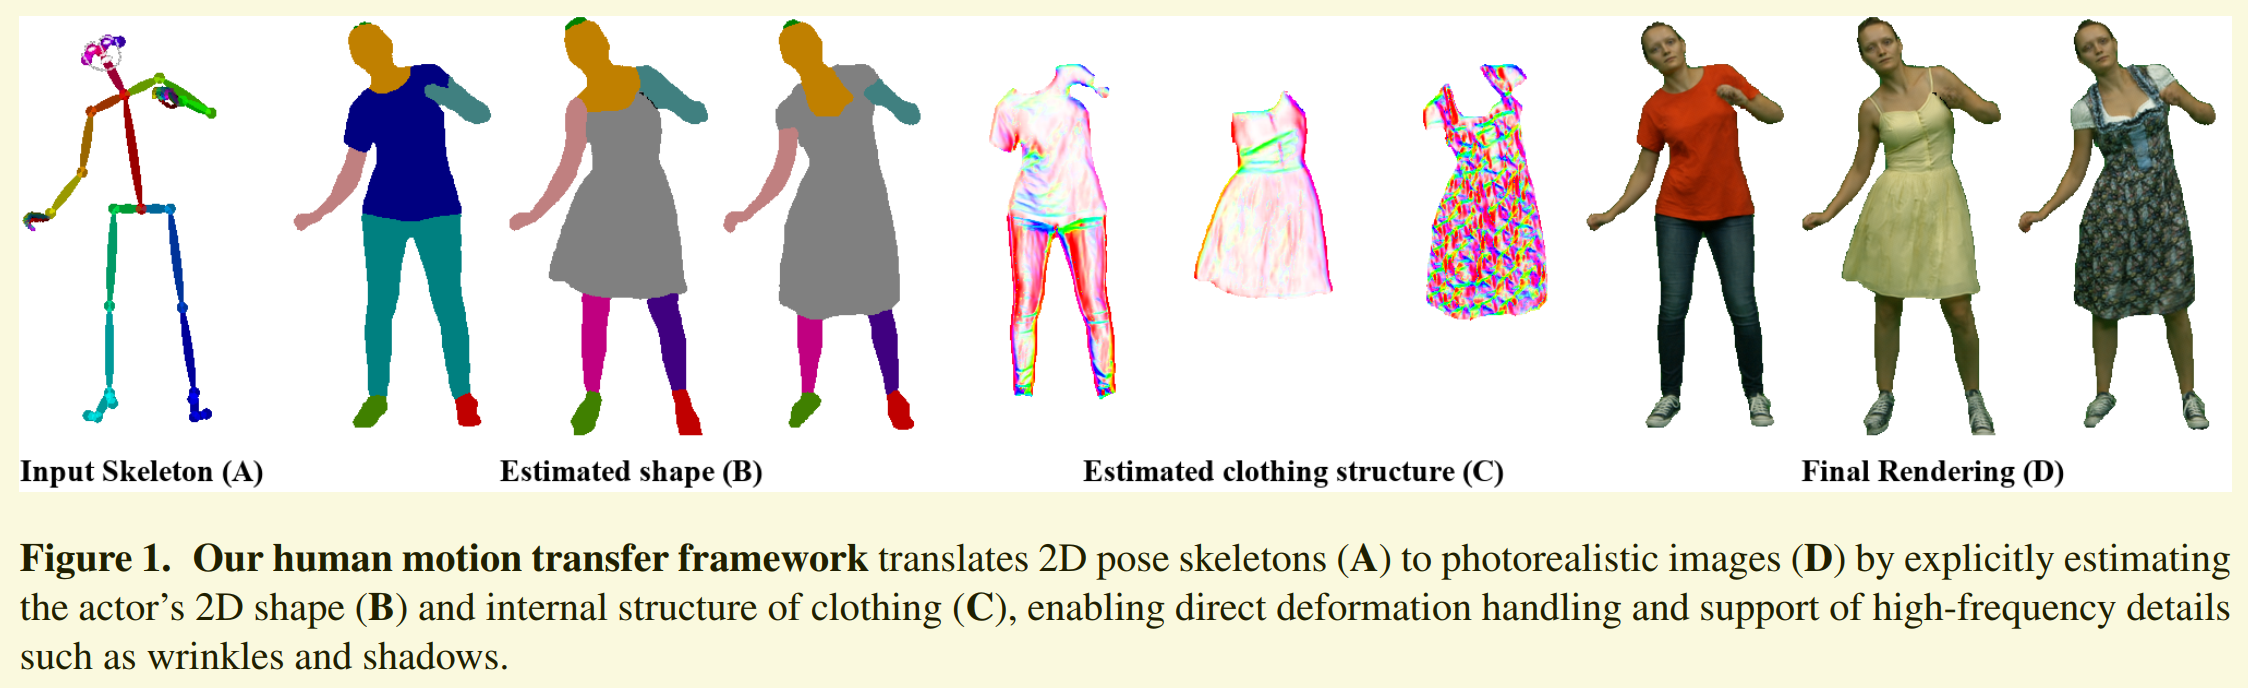 Input Skeleton (A)
Estimated shape (B)
Estimated clothing structure (C)
Final Rendering (D)
Figure 1. Our human motion transfer framework translates 2D pose skeletons (A) to photorealistic images (D) by explicitly estimating
the actor’s 2D shape (B) and internal structure of clothing (C), enabling direct deformation handling and support of high-frequency details
such as wrinkles and shadows.